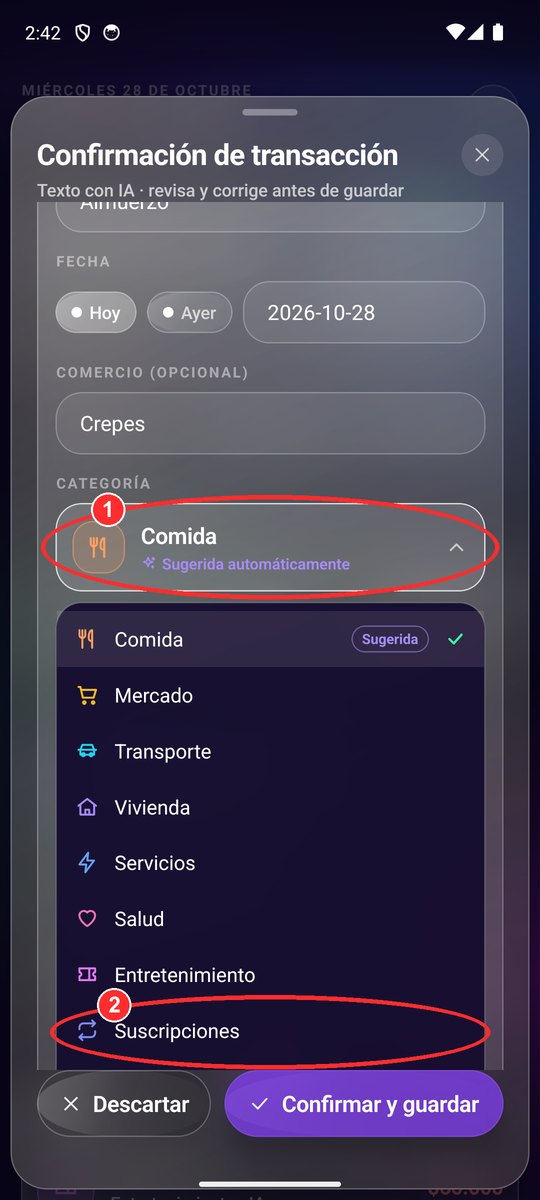 2:42
MIÉRCOLES 28 DE OCTUBRE
Confirmación de transacción
Texto con IA · revisa y corrige antes de guardar
Almuerzo
FECHA
Hoy
Ayer
2026-10-28
COMERCIO (OPCIONAL)
Crepes
CATEGORÍA
1
Comida
Sugerida automáticamente
Comida
Sugerida
Mercado
Transporte
Vivienda
Servicios
Salud
Entretenimiento
2
Suscripciones
Descartar
Confirmar y guardar